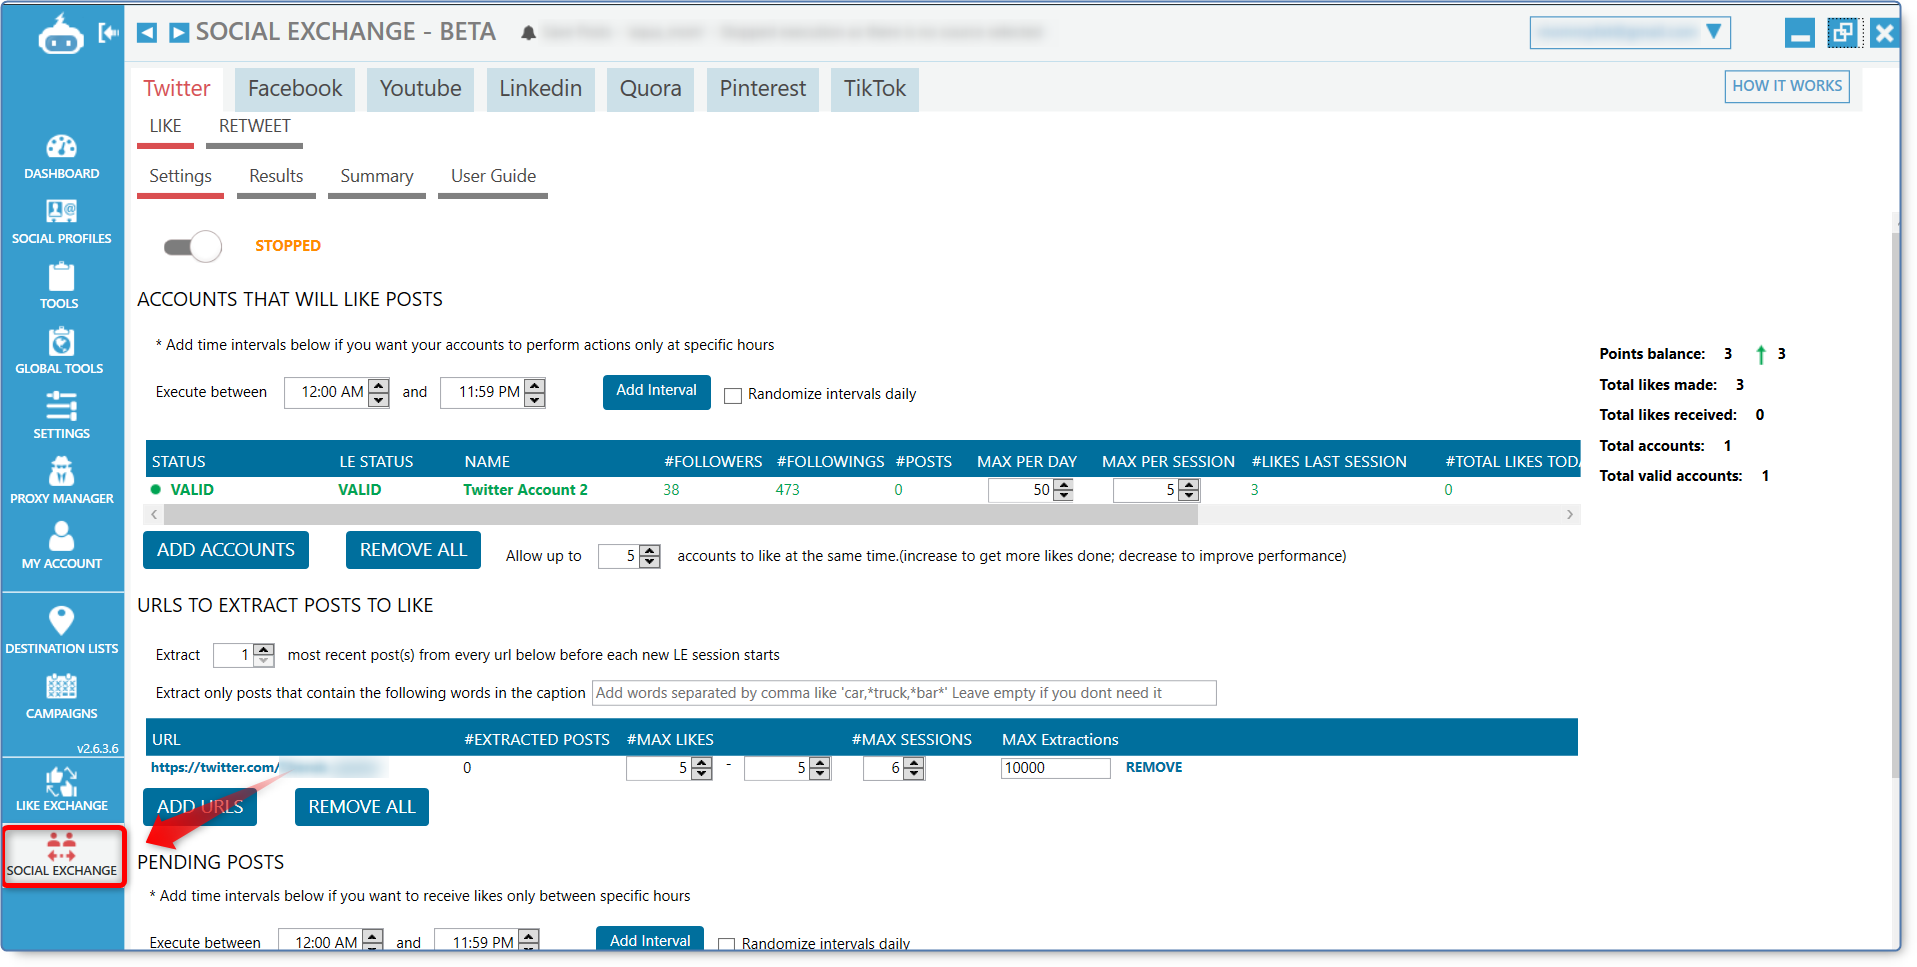 SOCIAL EXCHANGE - BETA
Twitter Facebook Youtube Linkedin Quora Pinterest TikTok
HOW IT WORKS
LIKE RETWEET
Settings Results Summary User Guide
STOPPED
ACCOUNTS THAT WILL LIKE POSTS
* Add time intervals below if you want your accounts to perform actions only at specific hours
Execute between 12:00 AM and 11:59 PM Add Interval Randomize intervals daily
STATUS LE STATUS NAME #FOLLOWERS #FOLLOWINGS #POSTS MAX PER DAY MAX PER SESSION #LIKES LAST SESSION #TOTAL LIKES TODA
VALID VALID Twitter Account 2 38 473 0 50 5 3 0
ADD ACCOUNTS REMOVE ALL Allow up to 5 accounts to like at the same time.(increase to get more likes done; decrease to improve performance)
Points balance: 3 3
Total likes made: 3
Total likes received: 0
Total accounts: 1
Total valid accounts: 1
URLS TO EXTRACT POSTS TO LIKE
Extract 1 most recent post(s) from every url below before each new LE session starts
Extract only posts that contain the following words in the caption Add words separated by comma like 'car,*truck,*bar*' Leave empty if you dont need it
URL #EXTRACTED POSTS #MAX LIKES #MAX SESSIONS MAX Extractions
https://twitter.com/ 0 5 - 5 6 10000 REMOVE
ADD URLS REMOVE ALL
PENDING POSTS
* Add time intervals below if you want to receive likes only between specific hours
Execute between 12:00 AM and 11:59 PM Add Interval Randomize intervals daily
DASHBOARD
SOCIAL PROFILES
TOOLS
GLOBAL TOOLS
SETTINGS
PROXY MANAGER
MY ACCOUNT
DESTINATION LISTS
CAMPAIGNS
v2.6.3.6
LIKE EXCHANGE
SOCIAL EXCHANGE